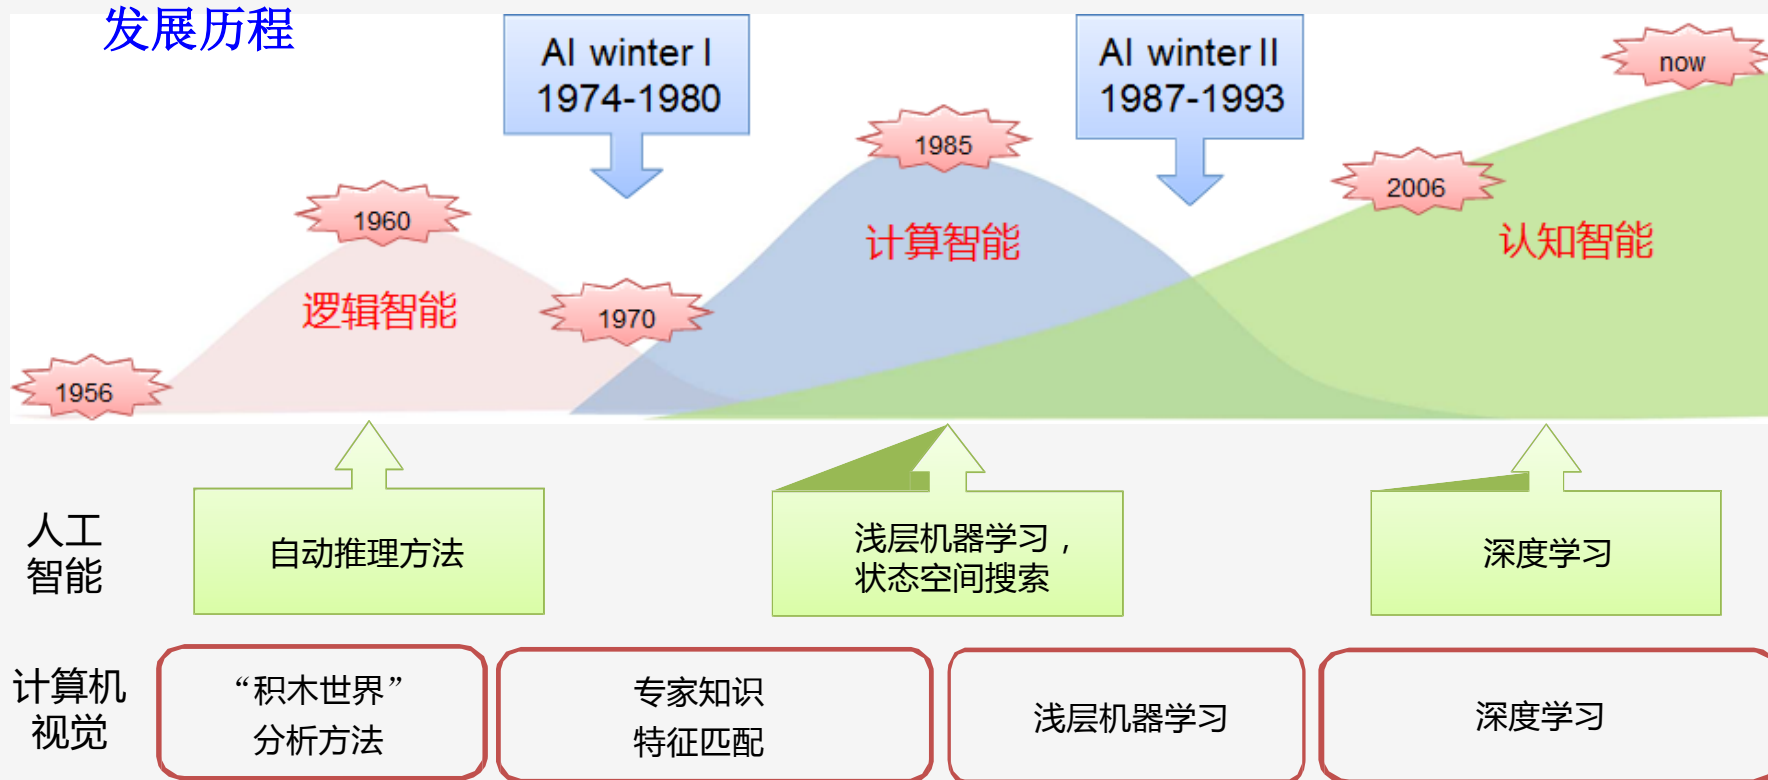 发展历程
AI winter I
1974-1980
AI winter II
1987-1993
now
1985
2006
1960
计算智能
认知智能
逻辑智能
1970
1956
人工
智能
自动推理方法
浅层机器学习，
状态空间搜索
深度学习
计算机
视觉
“积木世界”
分析方法
专家知识
特征匹配
浅层机器学习
深度学习